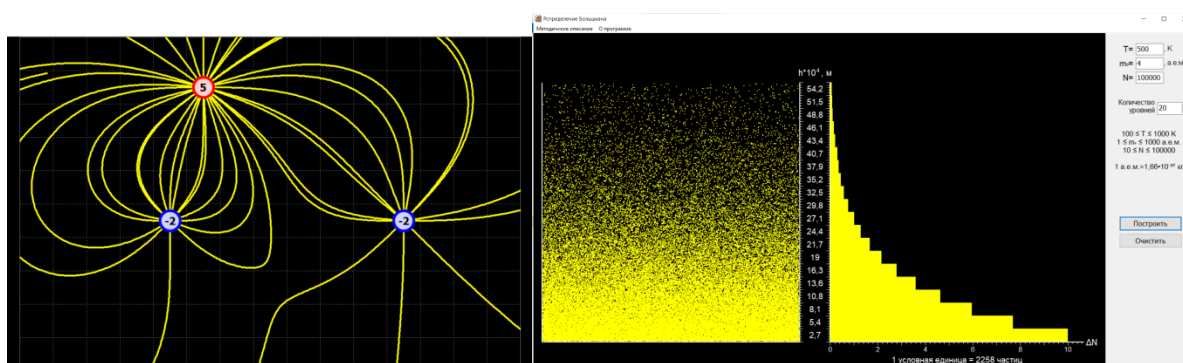 5
-2
-2
Рспределение Больцмана
Методическое описание О программе
h*10⁴, м
54,2
51,5
48,8
46,1
43,4
40,7
37,9
35,2
32,5
29,8
27,1
24,4
21,7
19
16,3
13,6
10,8
8,1
5,4
2,7
0 2 4 6 8 10 ΔN
1 условная единица = 2258 частиц
T= 500 , К
m₀= 4 , а.е.м
N= 100000
Количество
уровней 20
100 ≤ T ≤ 1000 K
1 ≤ m₀ ≤ 1000 а.е.м.
10 ≤ N ≤ 100000
1 а.е.м.=1,66*10⁻²⁷ кг
Построить
Очистить